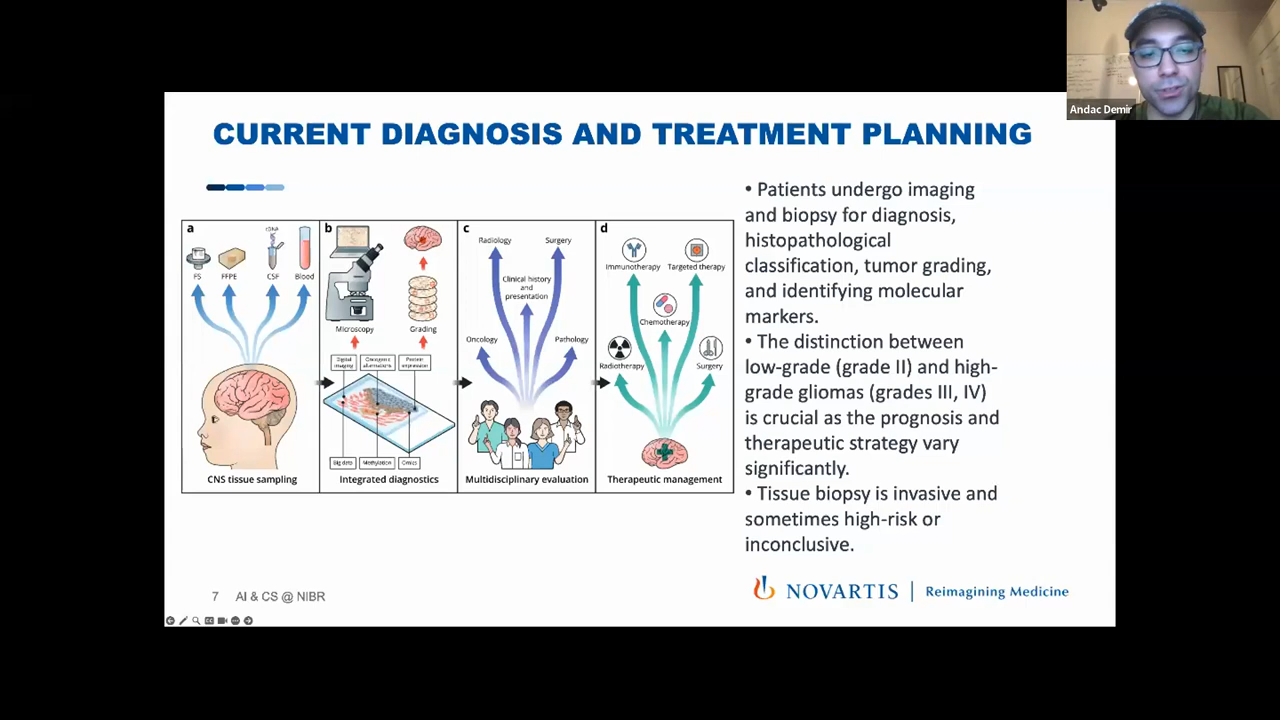 Andac Demir
CURRENT DIAGNOSIS AND TREATMENT PLANNING
a
FS
FFPE
CSF
Blood
CNS tissue sampling
b
Microscopy
Grading
Digital imaging
Protein expression
Big data
Methylation
Omics
Integrated diagnostics
c
Radiology
Surgery
Clinical history
and
presentation
Oncology
Pathology
Multidisciplinary evaluation
d
Immunotherapy
Targeted therapy
Chemotherapy
Radiotherapy
Surgery
Therapeutic management
• Patients undergo imaging
and biopsy for diagnosis,
histopathological
classification, tumor grading,
and identifying molecular
markers.
• The distinction between
low-grade (grade II) and high-
grade gliomas (grades III, IV)
is crucial as the prognosis and
therapeutic strategy vary
significantly.
• Tissue biopsy is invasive and
sometimes high-risk or
inconclusive.
7 AI & CS @ NIBR
NOVARTIS | Reimagining Medicine